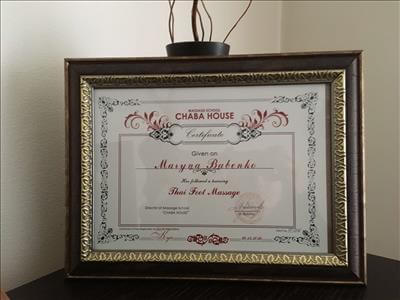 MASSAGE SCHOOL
CHABA HOUSE
Certificate
Given on
Maryna Babenko
Has followed a training
Thai Foot Massage
Director of Massage School
"CHABA HOUSE"